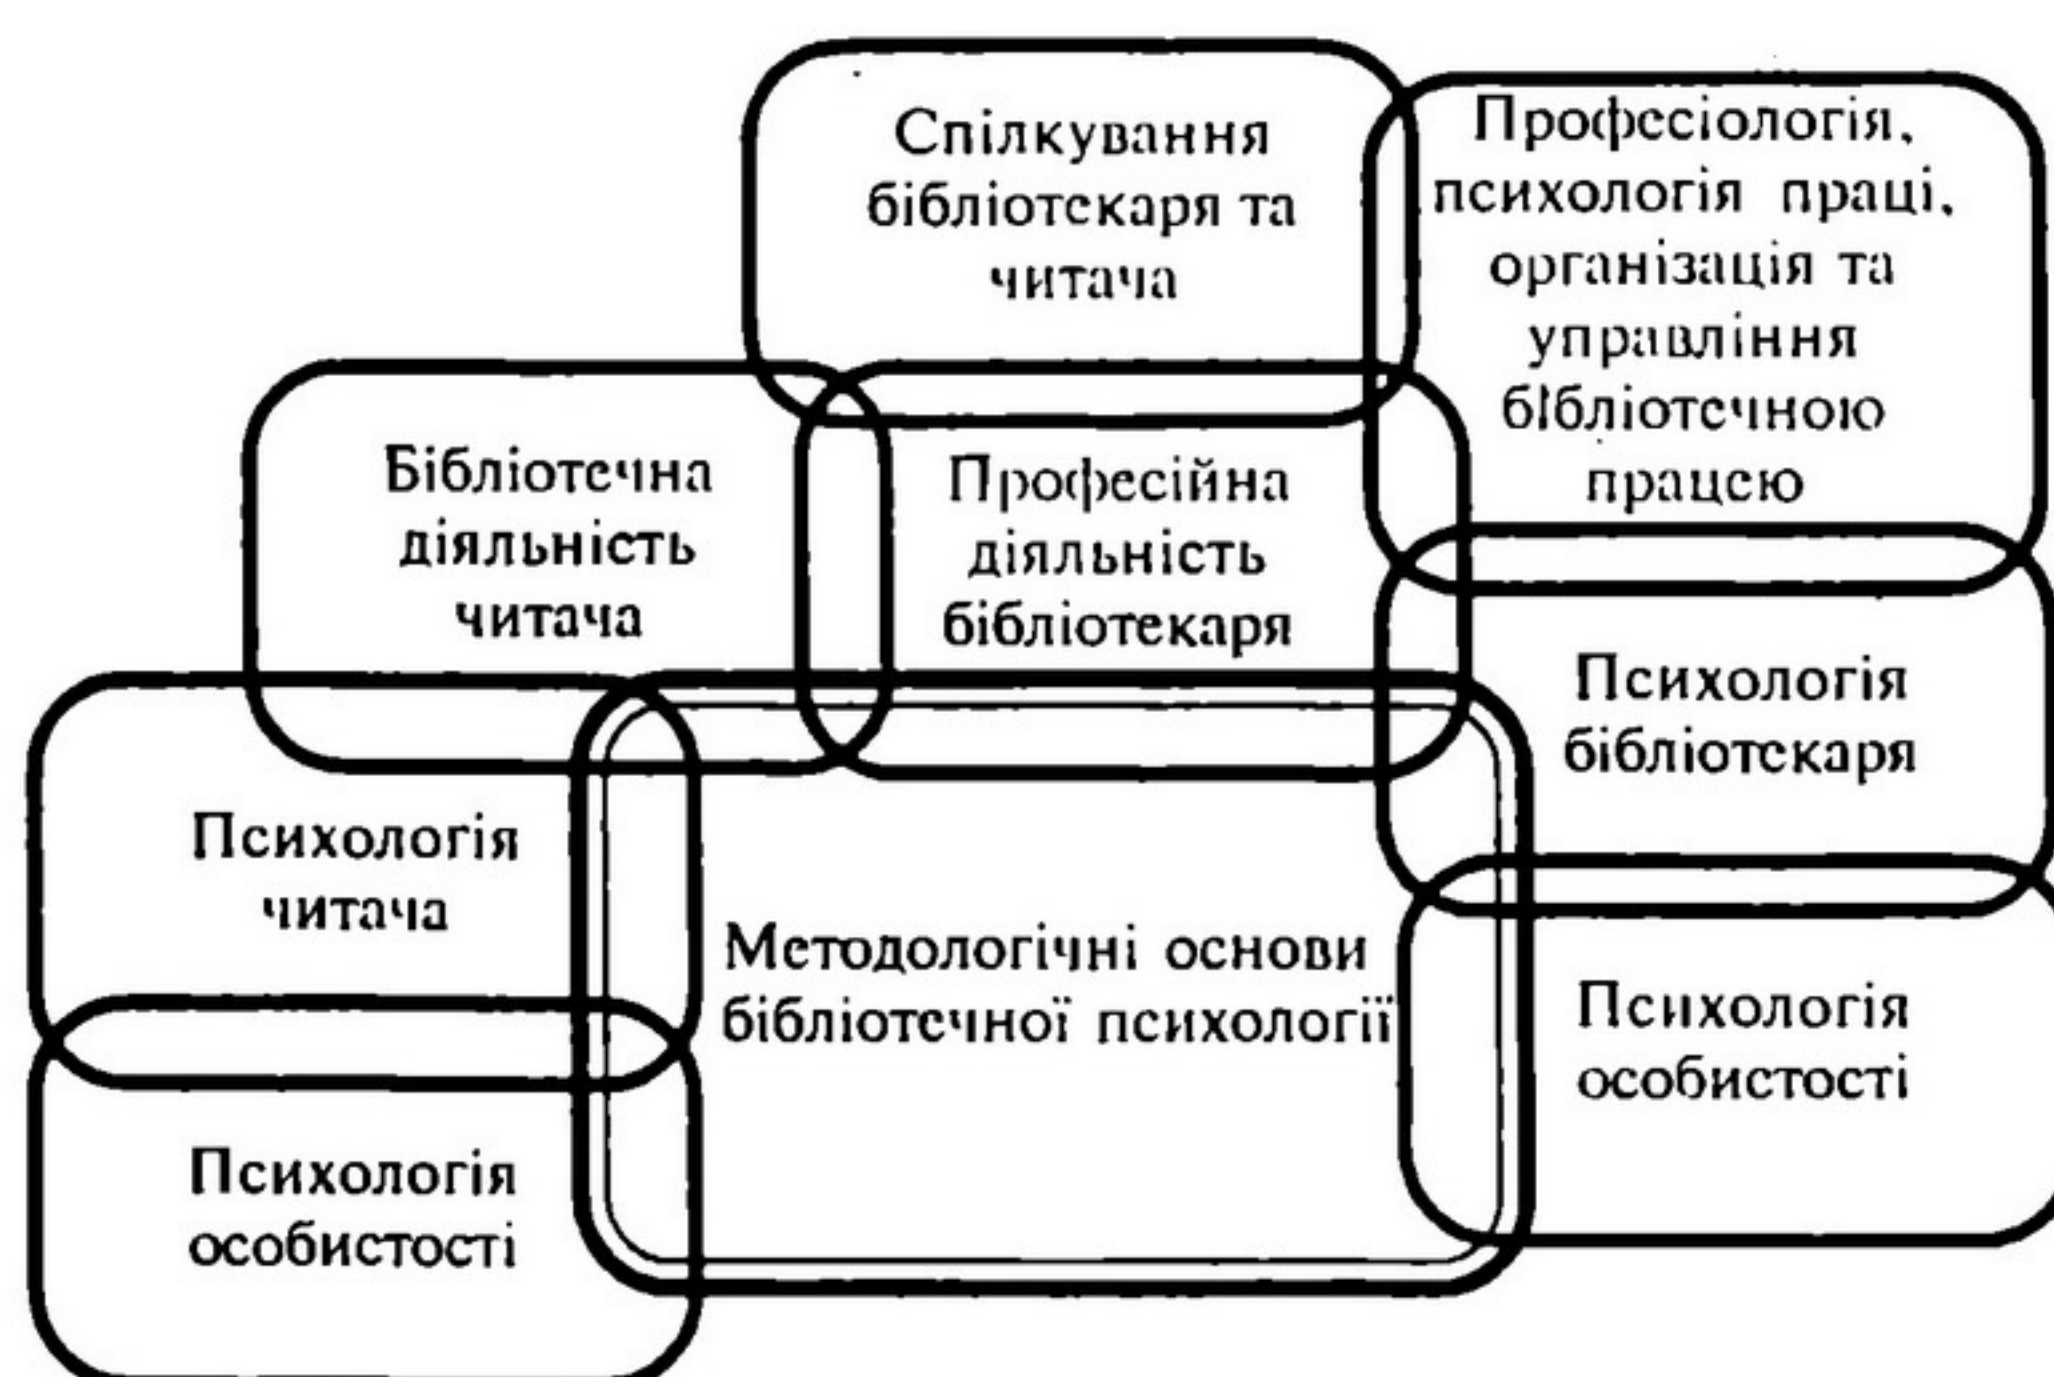 Спілкування
бібліотекаря та
читача
Професіологія,
психологія праці,
організація та
управління
бібліотечною
працею
Бібліотечна
діяльність
читача
Професійна
діяльність
бібліотекаря
Психологія
бібліотекаря
Психологія
читача
Методологічні основи
бібліотечної психології
Психологія
особистості
Психологія
особистості